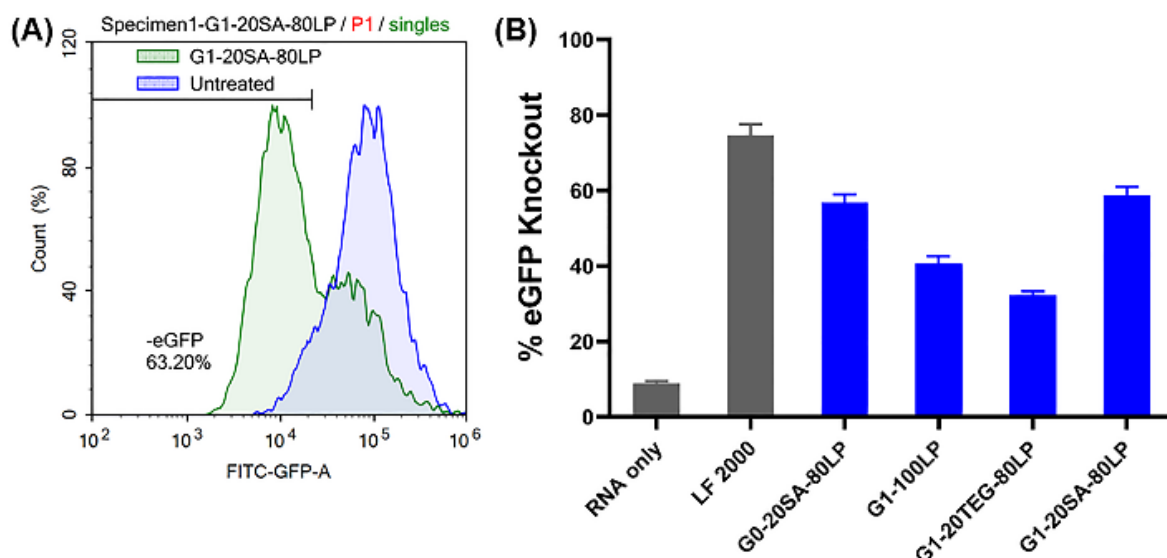 (A)
Specimen1-G1-20SA-80LP / P1 / singles
G1-20SA-80LP
Untreated
120
80
40
0
Count (%)
-eGFP
63.20%
10^2
10^3
10^4
10^5
10^6
FITC-GFP-A
(B)
% eGFP Knockout
100
80
60
40
20
0
RNA only
LF 2000
G0-20SA-80LP
G1-100LP
G1-20TEG-80LP
G1-20SA-80LP